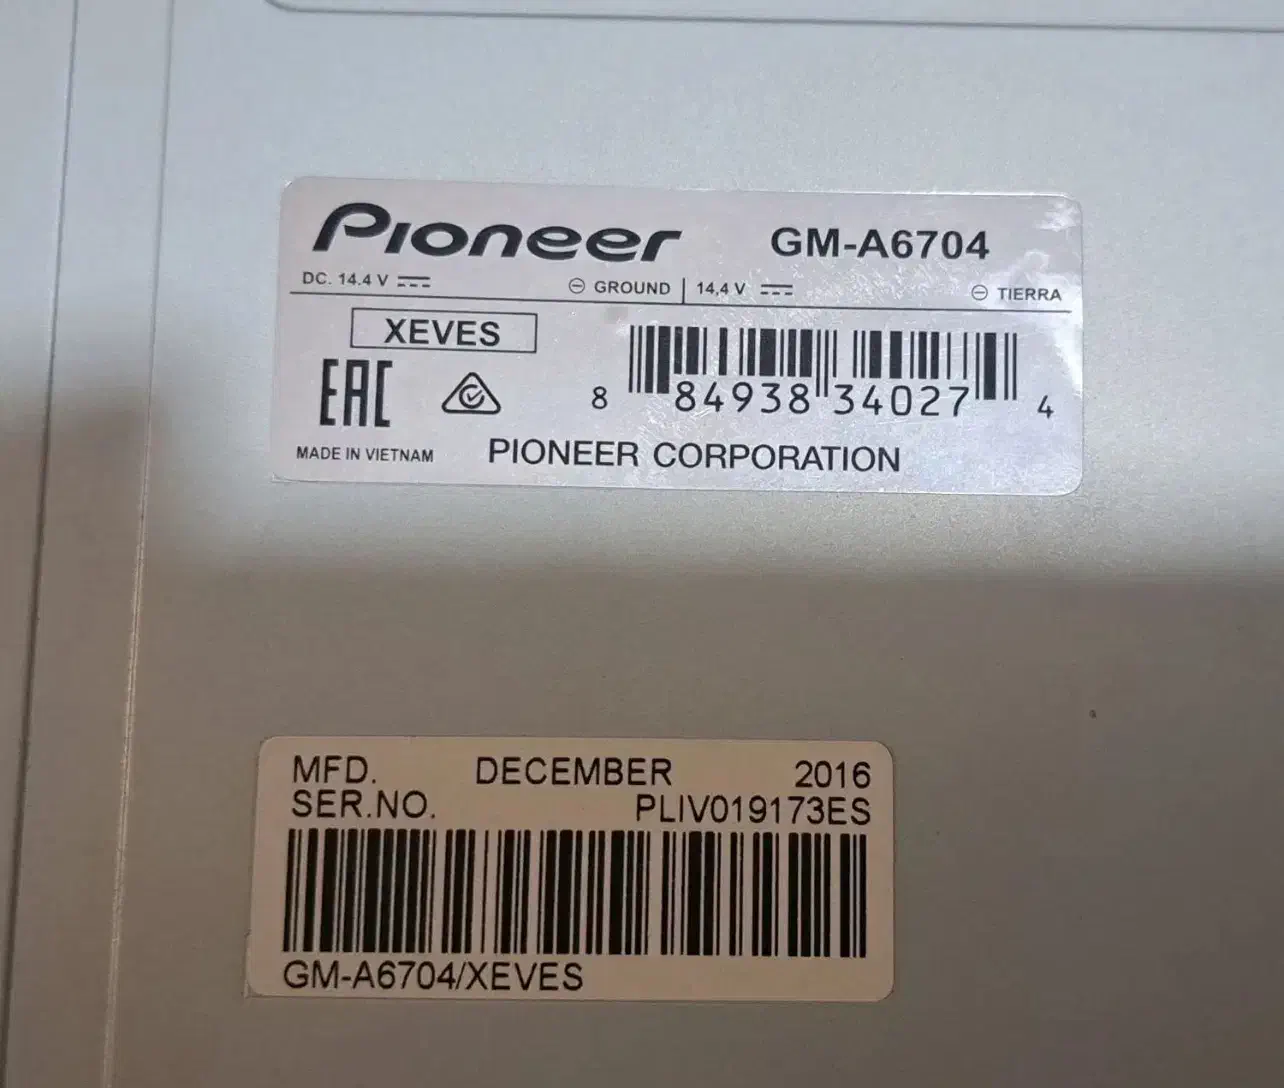 Pioneer GM-A6704
DC. 14.4 V ⎓ ⊖ GROUND | 14,4 V ⎓ ⊖ TIERRA
XEVES
EAC
8 84938 34027 4
MADE IN VIETNAM PIONEER CORPORATION
MFD. DECEMBER 2016
SER.NO. PLIV019173ES
GM-A6704/XEVES